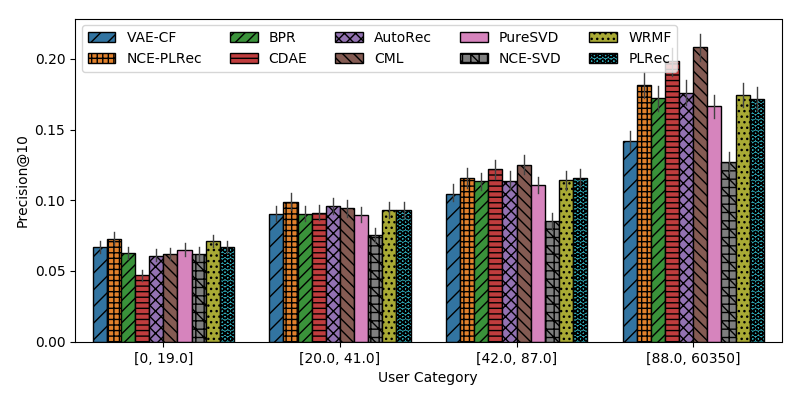 VAE-CF BPR AutoRec PureSVD WRMF
NCE-PLRec CDAE CML NCE-SVD PLRec
0.20
0.15
0.10
0.05
0.00
Precision@10
[0, 19.0] [20.0, 41.0] [42.0, 87.0] [88.0, 60350]
User Category